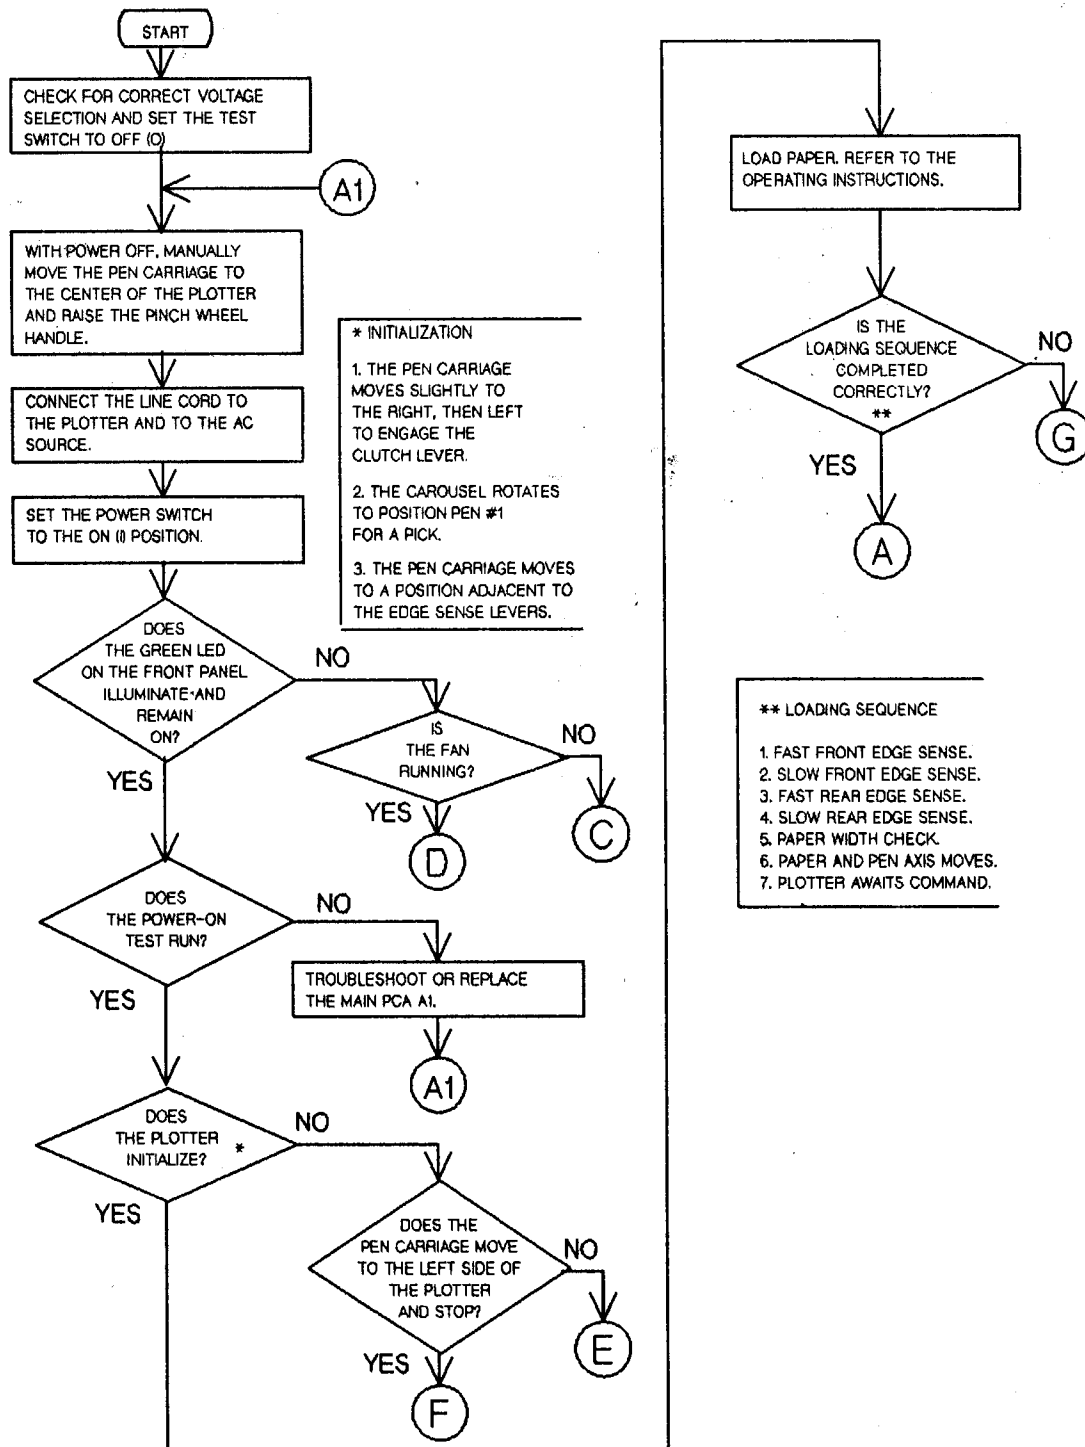 START
CHECK FOR CORRECT VOLTAGE
SELECTION AND SET THE TEST
SWITCH TO OFF (O)
A1
WITH POWER OFF, MANUALLY
MOVE THE PEN CARRIAGE TO
THE CENTER OF THE PLOTTER
AND RAISE THE PINCH WHEEL
HANDLE.
CONNECT THE LINE CORD TO
THE PLOTTER AND TO THE AC
SOURCE.
SET THE POWER SWITCH
TO THE ON (I) POSITION.
* INITIALIZATION
1. THE PEN CARRIAGE
MOVES SLIGHTLY TO
THE RIGHT, THEN LEFT
TO ENGAGE THE
CLUTCH LEVER.
2. THE CAROUSEL ROTATES
TO POSITION PEN #1
FOR A PICK.
3. THE PEN CARRIAGE MOVES
TO A POSITION ADJACENT TO
THE EDGE SENSE LEVERS.
DOES
THE GREEN LED
ON THE FRONT PANEL
ILLUMINATE AND
REMAIN
ON?
NO
YES
IS
THE FAN
RUNNING?
NO
YES
C
D
DOES
THE POWER-ON
TEST RUN?
NO
YES
TROUBLESHOOT OR REPLACE
THE MAIN PCA A1.
A1
DOES
THE PLOTTER
INITIALIZE? *
NO
YES
DOES THE
PEN CARRIAGE MOVE
TO THE LEFT SIDE OF
THE PLOTTER
AND STOP?
NO
YES
E
F
LOAD PAPER. REFER TO THE
OPERATING INSTRUCTIONS.
IS THE
LOADING SEQUENCE
COMPLETED
CORRECTLY?
**
NO
YES
G
A
** LOADING SEQUENCE
1. FAST FRONT EDGE SENSE.
2. SLOW FRONT EDGE SENSE.
3. FAST REAR EDGE SENSE.
4. SLOW REAR EDGE SENSE.
5. PAPER WIDTH CHECK.
6. PAPER AND PEN AXIS MOVES.
7. PLOTTER AWAITS COMMAND.